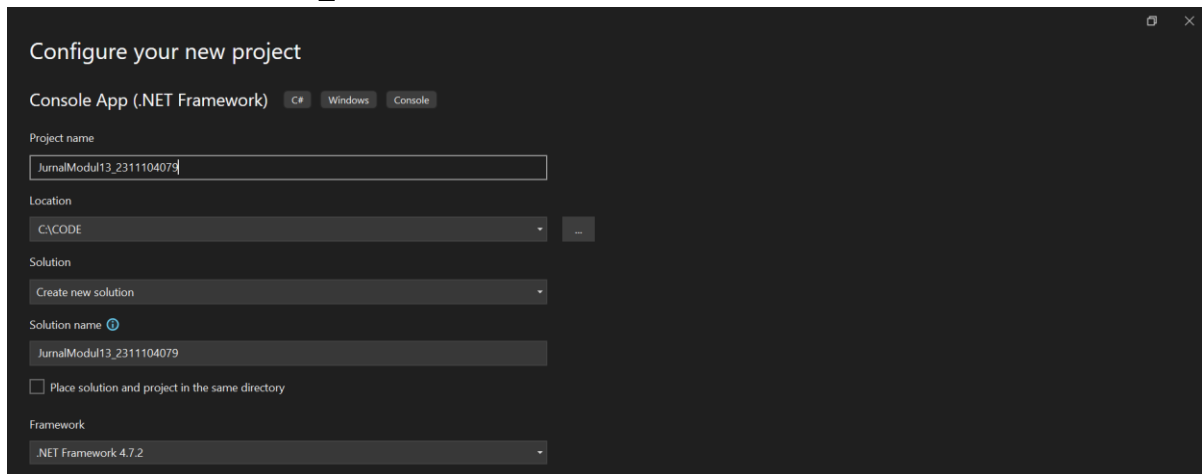 Configure your new project
Console App (.NET Framework) C# Windows Console
Project name
JurnalModul13_2311104079
Location
C:\CODE
...
Solution
Create new solution
Solution name
JurnalModul13_2311104079
Place solution and project in the same directory
Framework
.NET Framework 4.7.2